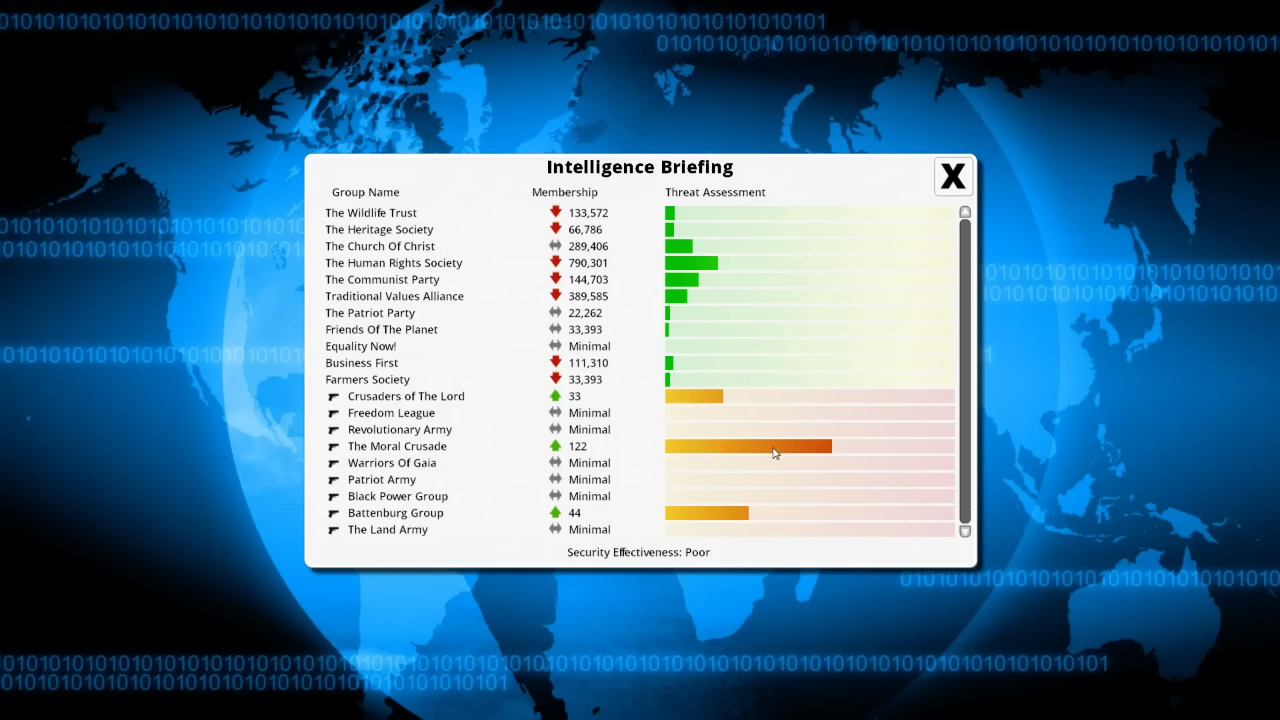 Intelligence Briefing
X
Group Name Membership Threat Assessment
The Wildlife Trust 133,572
The Heritage Society 66,786
The Church Of Christ 289,406
The Human Rights Society 790,301
The Communist Party 144,703
Traditional Values Alliance 389,585
The Patriot Party 22,262
Friends Of The Planet 33,393
Equality Now! Minimal
Business First 111,310
Farmers Society 33,393
Crusaders of The Lord 33
Freedom League Minimal
Revolutionary Army Minimal
The Moral Crusade 122
Warriors Of Gaia Minimal
Patriot Army Minimal
Black Power Group Minimal
Battenburg Group 44
The Land Army Minimal
Security Effectiveness: Poor